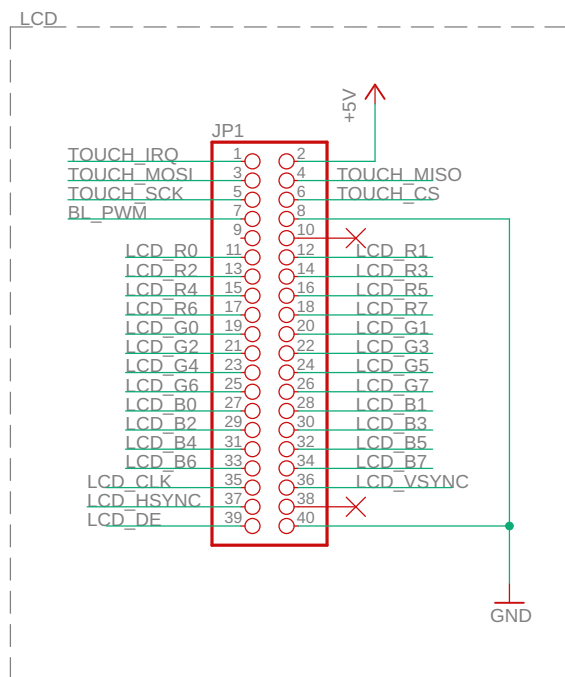 LCD
+5V
JP1
TOUCH_IRQ 1 2
TOUCH_MOSI 3 4 TOUCH_MISO
TOUCH_SCK 5 6 TOUCH_CS
BL_PWM 7 8
9 10
LCD_R0 11 12 LCD_R1
LCD_R2 13 14 LCD_R3
LCD_R4 15 16 LCD_R5
LCD_R6 17 18 LCD_R7
LCD_G0 19 20 LCD_G1
LCD_G2 21 22 LCD_G3
LCD_G4 23 24 LCD_G5
LCD_G6 25 26 LCD_G7
LCD_B0 27 28 LCD_B1
LCD_B2 29 30 LCD_B3
LCD_B4 31 32 LCD_B5
LCD_B6 33 34 LCD_B7
LCD_CLK 35 36 LCD_VSYNC
LCD_HSYNC 37 38
LCD_DE 39 40
GND